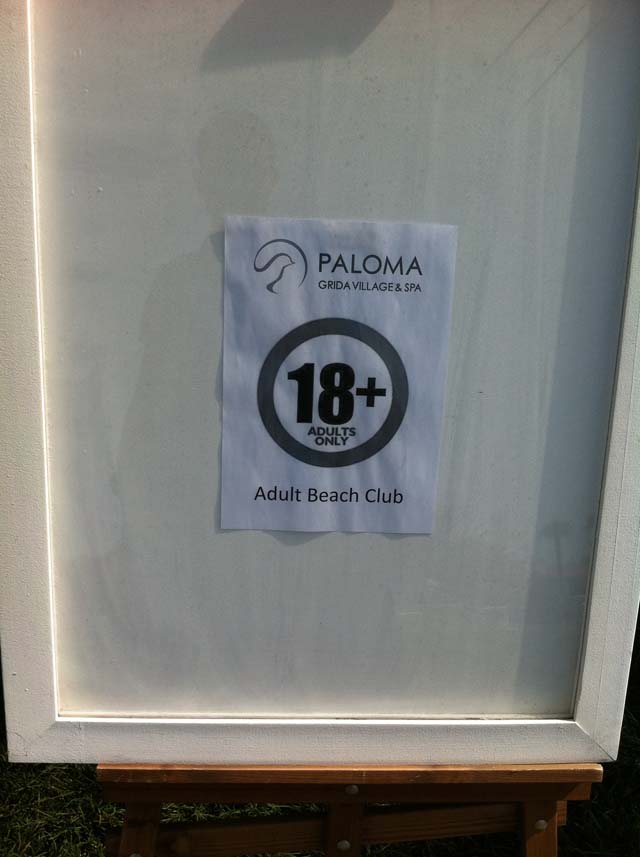 PALOMA
GRIDA VILLAGE & SPA
18+
ADULTS
ONLY
Adult Beach Club